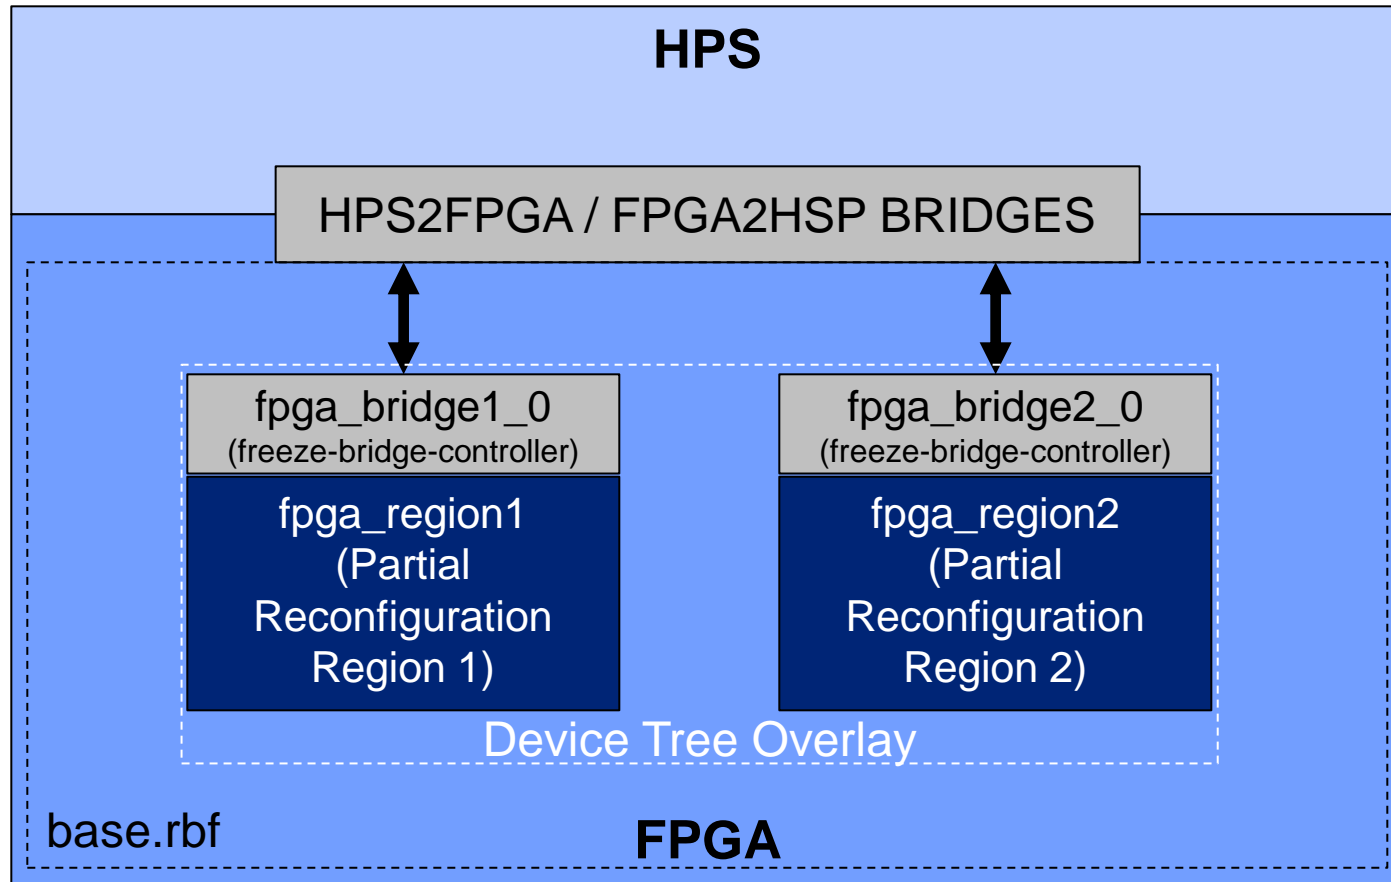 HPS
HPS2FPGA / FPGA2HSP BRIDGES
fpga_bridge1_0
(freeze-bridge-controller)
fpga_region1
(Partial
Reconfiguration
Region 1)
fpga_bridge2_0
(freeze-bridge-controller)
fpga_region2
(Partial
Reconfiguration
Region 2)
Device Tree Overlay
base.rbf
FPGA